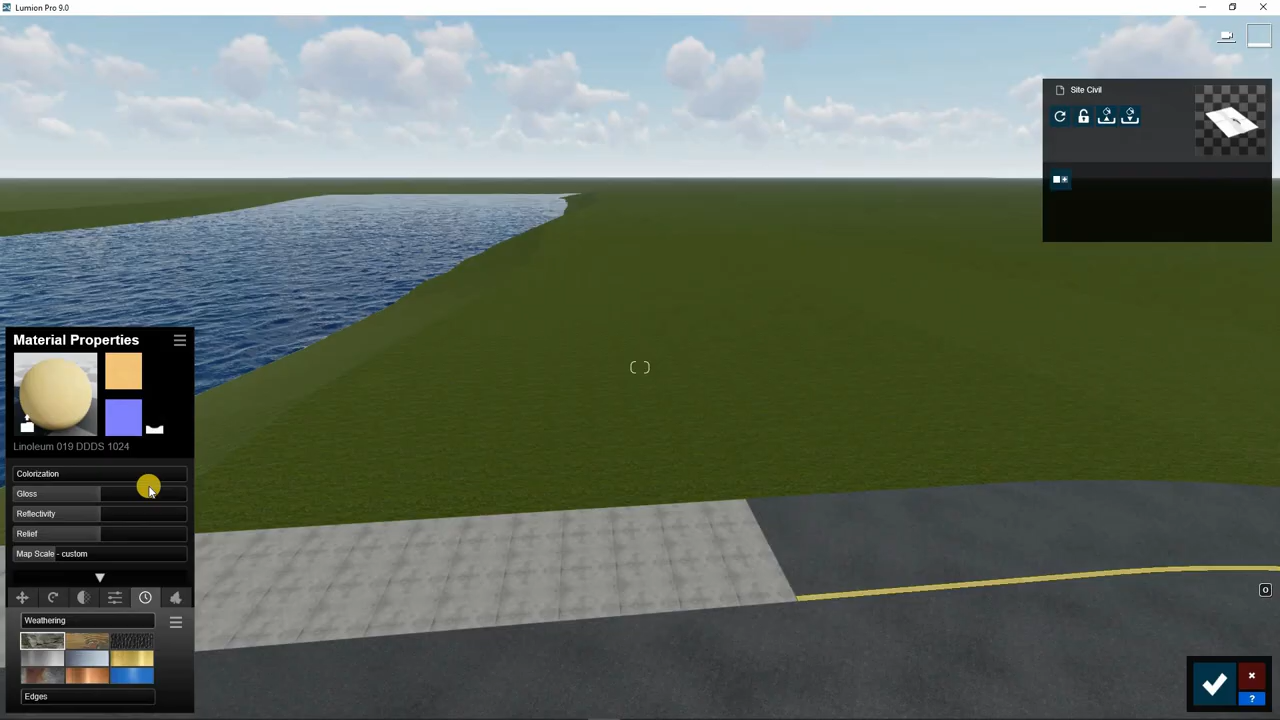 Lumion Pro 9.0
Site Civil
Material Properties
Linoleum 019 DDDS 1024
Colorization
Gloss
Reflectivity
Relief
Map Scale - custom
Weathering
Edges
O
?